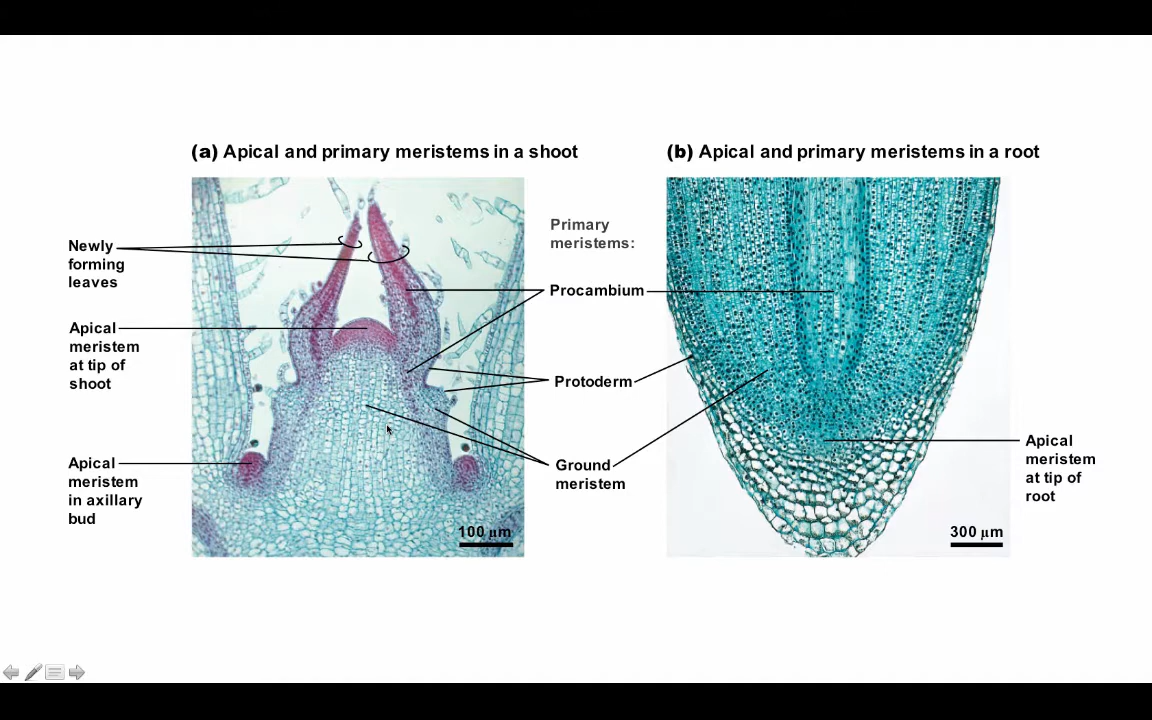 (a) Apical and primary meristems in a shoot
(b) Apical and primary meristems in a root
Newly
forming
leaves
Apical
meristem
at tip of
shoot
Apical
meristem
in axillary
bud
Primary
meristems:
Procambium
Protoderm
Ground
meristem
100 µm
Apical
meristem
at tip of
root
300 µm